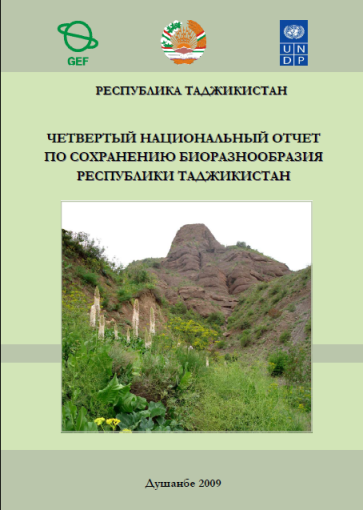 GEF
U N
D P
РЕСПУБЛИКА ТАДЖИКИСТАН
ЧЕТВЕРТЫЙ НАЦИОНАЛЬНЫЙ ОТЧЕТ
ПО СОХРАНЕНИЮ БИОРАЗНООБРАЗИЯ
РЕСПУБЛИКИ ТАДЖИКИСТАН
Душанбе 2009